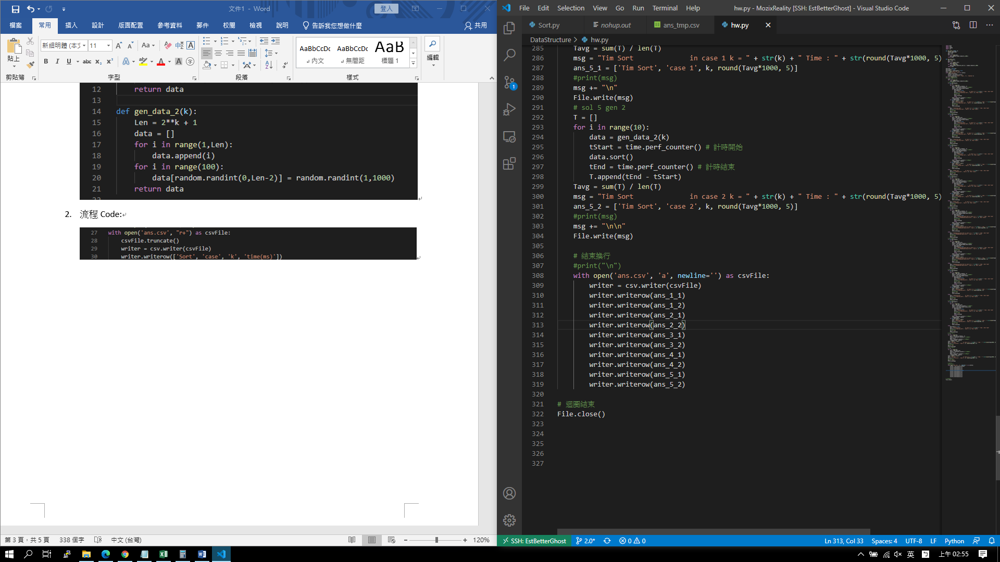 文件1 - Word
登入
檔案 常用 插入 設計 版面配置 參考資料 郵件 校閱 檢視 說明 告訴我您想做什麼 共用
貼上
新細明體 (本文 11
Aa
B I U abc X₂ X²
AaBbCcDc AaBbCcDc AaB
↵ 內文 ↵ 無間距 標題 1
編輯
剪貼簿 字型 段落 樣式
12 return data
13
14 def gen_data_2(k):
15 Len = 2**k + 1
16 data = []
17 for i in range(1,Len):
18 data.append(i)
19 for i in range(100):
20 data[random.randint(0,Len-2)] = random.randint(1,1000)
21 return data
2. 流程 Code:
27 with open('ans.csv', "r+") as csvFile:
28 csvFile.truncate()
29 writer = csv.writer(csvFile)
30 writer.writerow(['Sort', 'case', 'k', 'time(ms)'])
第 3 頁，共 5 頁 338 個字 中文 (台灣) 120%
File Edit Selection View Go Run Terminal Help hw.py - MozixReality [SSH: EstBetterGhost] - Visual Studio Code
Sort.py nohup.out ans_tmp.csv hw.py
DataStructure > hw.py
1
285 Tavg = sum(T) / len(T)
286 msg = "Tim Sort in case 1 k = " + str(k) + " Time : " + str(round(Tavg*1000, 5)
287 ans_5_1 = ['Tim Sort', 'case 1', k, round(Tavg*1000, 5)]
288 #print(msg)
289 msg += "\n"
290 File.write(msg)
291 # sol 5 gen 2
292 T = []
293 for i in range(10):
294 data = gen_data_2(k)
295 tStart = time.perf_counter() # 計時開始
296 data.sort()
297 tEnd = time.perf_counter() # 計時結束
298 T.append(tEnd - tStart)
299 Tavg = sum(T) / len(T)
300 msg = "Tim Sort in case 2 k = " + str(k) + " Time : " + str(round(Tavg*1000, 5)
301 ans_5_2 = ['Tim Sort', 'case 2', k, round(Tavg*1000, 5)]
302 #print(msg)
303 msg += "\n\n"
304 File.write(msg)
305
306 # 結束換行
307 #print("\n")
308 with open('ans.csv', 'a', newline='') as csvFile:
309 writer = csv.writer(csvFile)
310 writer.writerow(ans_1_1)
311 writer.writerow(ans_1_2)
312 writer.writerow(ans_2_1)
313 writer.writerow(ans_2_2)
314 writer.writerow(ans_3_1)
315 writer.writerow(ans_3_2)
316 writer.writerow(ans_4_1)
317 writer.writerow(ans_4_2)
318 writer.writerow(ans_5_1)
319 writer.writerow(ans_5_2)
320
321 # 迴圈結束
322 File.close()
323
324
325
326
327
SSH: EstBetterGhost 2.0* 0 0 Ln 313, Col 33 Spaces: 4 UTF-8 LF Python
英 上午 02:55